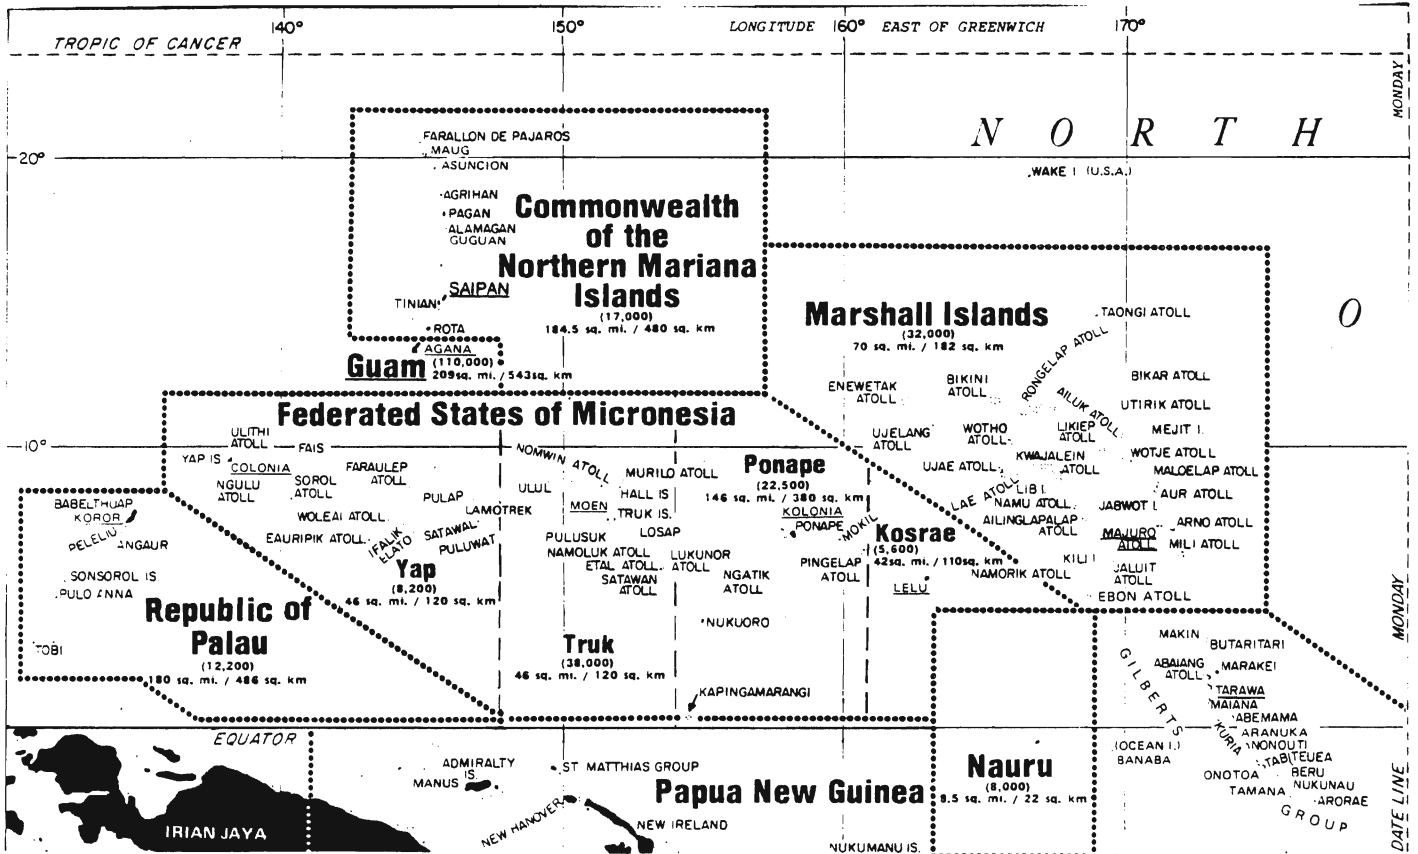 140°
150°
LONGITUDE 160° EAST OF GREENWICH
170°
TROPIC OF CANCER
MONDAY
NORTH
FARALLON DE PAJAROS
MAUG
ASUNCION
20°
WAKE I (U.S.A.)
AGRIHAN
PAGAN
ALAMAGAN
GUGUAN
Commonwealth
of the
Northern Mariana
Islands
(17,000)
184.5 sq. mi. / 480 sq. km
SAIPAN
TINIAN
ROTA
AGANA
Guam
(110,000)
209sq. mi. / 543sq. km
Marshall Islands
(32,000)
70 sq. mi. / 182 sq. km
TAONGI ATOLL
O
RONGELAP ATOLL
BIKINI
ATOLL
ENEWETAK
ATOLL
BIKAR ATOLL
AILUK ATOLL
UTIRIK ATOLL
UJELANG
ATOLL
WOTHO
ATOLL
LIKIEP
ATOLL
MEJIT I.
UJAE ATOLL
KWAJALEIN
ATOLL
WOTJE ATOLL
MALOELAP ATOLL
LAE ATOLL
LIB I.
NAMU ATOLL
JABWOT I.
AUR ATOLL
AILINGLAPALAP
ATOLL
MAJURO
ATOLL
ARNO ATOLL
MILI ATOLL
KILI I
JALUIT
ATOLL
NAMORIK ATOLL
EBON ATOLL
Federated States of Micronesia
10°
ULITHI
ATOLL
FAIS
YAP IS
COLONIA
NGULU
ATOLL
SOROL
ATOLL
FARAULEP
ATOLL
WOLEAI ATOLL
EAURIPIK ATOLL
IFALIK
ELATO
PULAP
LAMOTREK
SATAWAL
PULUWAT
Yap
(8,200)
46 sq. mi. / 120 sq. km
NOMWIN ATOLL
MURILO ATOLL
ULUL
HALL IS
MOEN
TRUK IS.
PULUSUK
LOSAP
NAMOLUK ATOLL
ETAL ATOLL
SATAWAN
ATOLL
LUKUNOR
ATOLL
Truk
(38,000)
46 sq. mi. / 120 sq. km
Ponape
(22,500)
146 sq. mi. / 380 sq. km
KOLONIA
PONAPE
MOKIL
PINGELAP
ATOLL
NGATIK
ATOLL
NUKUORO
KAPINGAMARANGI
Kosrae
(5,600)
42sq. mi. / 110sq. km
LELU
BABELTHUAP
KOROR
PELELIU
ANGAUR
SONSOROL IS
PULO ANNA
TOBI
Republic of
Palau
(12,200)
180 sq. mi. / 486 sq. km
EQUATOR
IRIAN JAYA
ADMIRALTY
IS.
MANUS
ST MATTHIAS GROUP
NEW HANOVER
NEW IRELAND
Papua New Guinea
NUKUMANU IS.
Nauru
(8,000)
8.5 sq. mi. / 22 sq. km
MAKIN
BUTARITARI
ABAIANG
ATOLL
MARAKEI
TARAWA
MAIANA
ABEMAMA
KURIA
ARANUKA
NONOUTI
(OCEAN I.)
BANABA
TABITEUEA
ONOTOA
BERU
NUKUNAU
TAMANA
ARORAE
GILBERTS
GROUP
MONDAY
DATE LINE